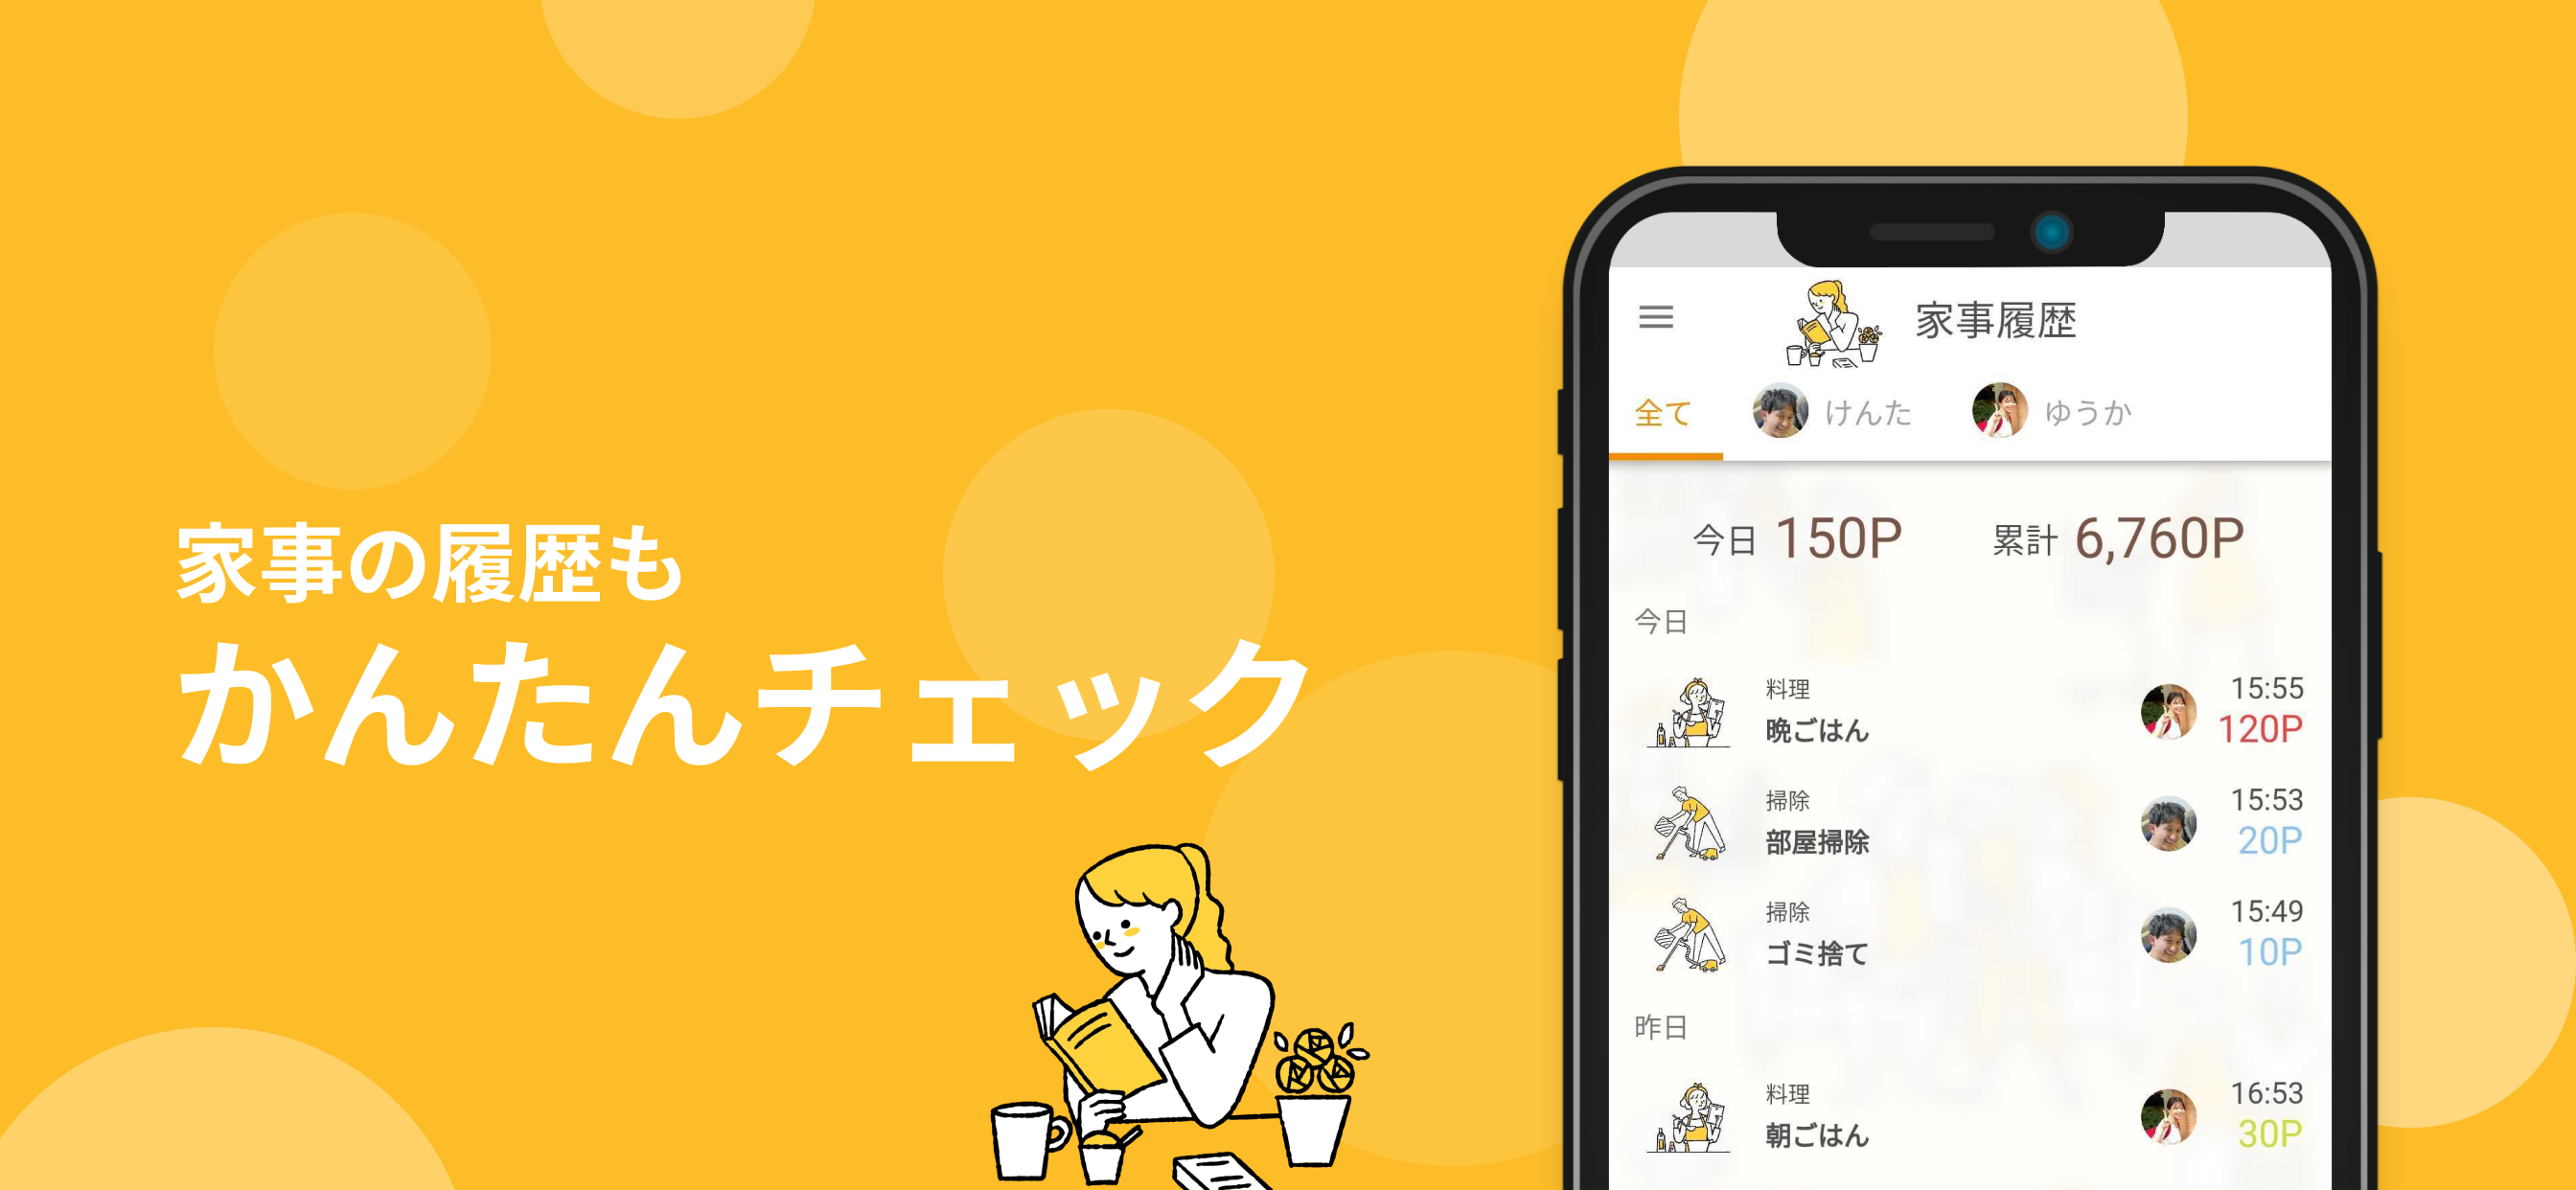 家事の履歴も
かんたんチェック
家事履歴
全て けんた ゆうか
今日 150P 累計 6,760P
今日
料理 15:55
晩ごはん 120P
掃除 15:53
部屋掃除 20P
掃除 15:49
ゴミ捨て 10P
昨日
料理 16:53
朝ごはん 30P